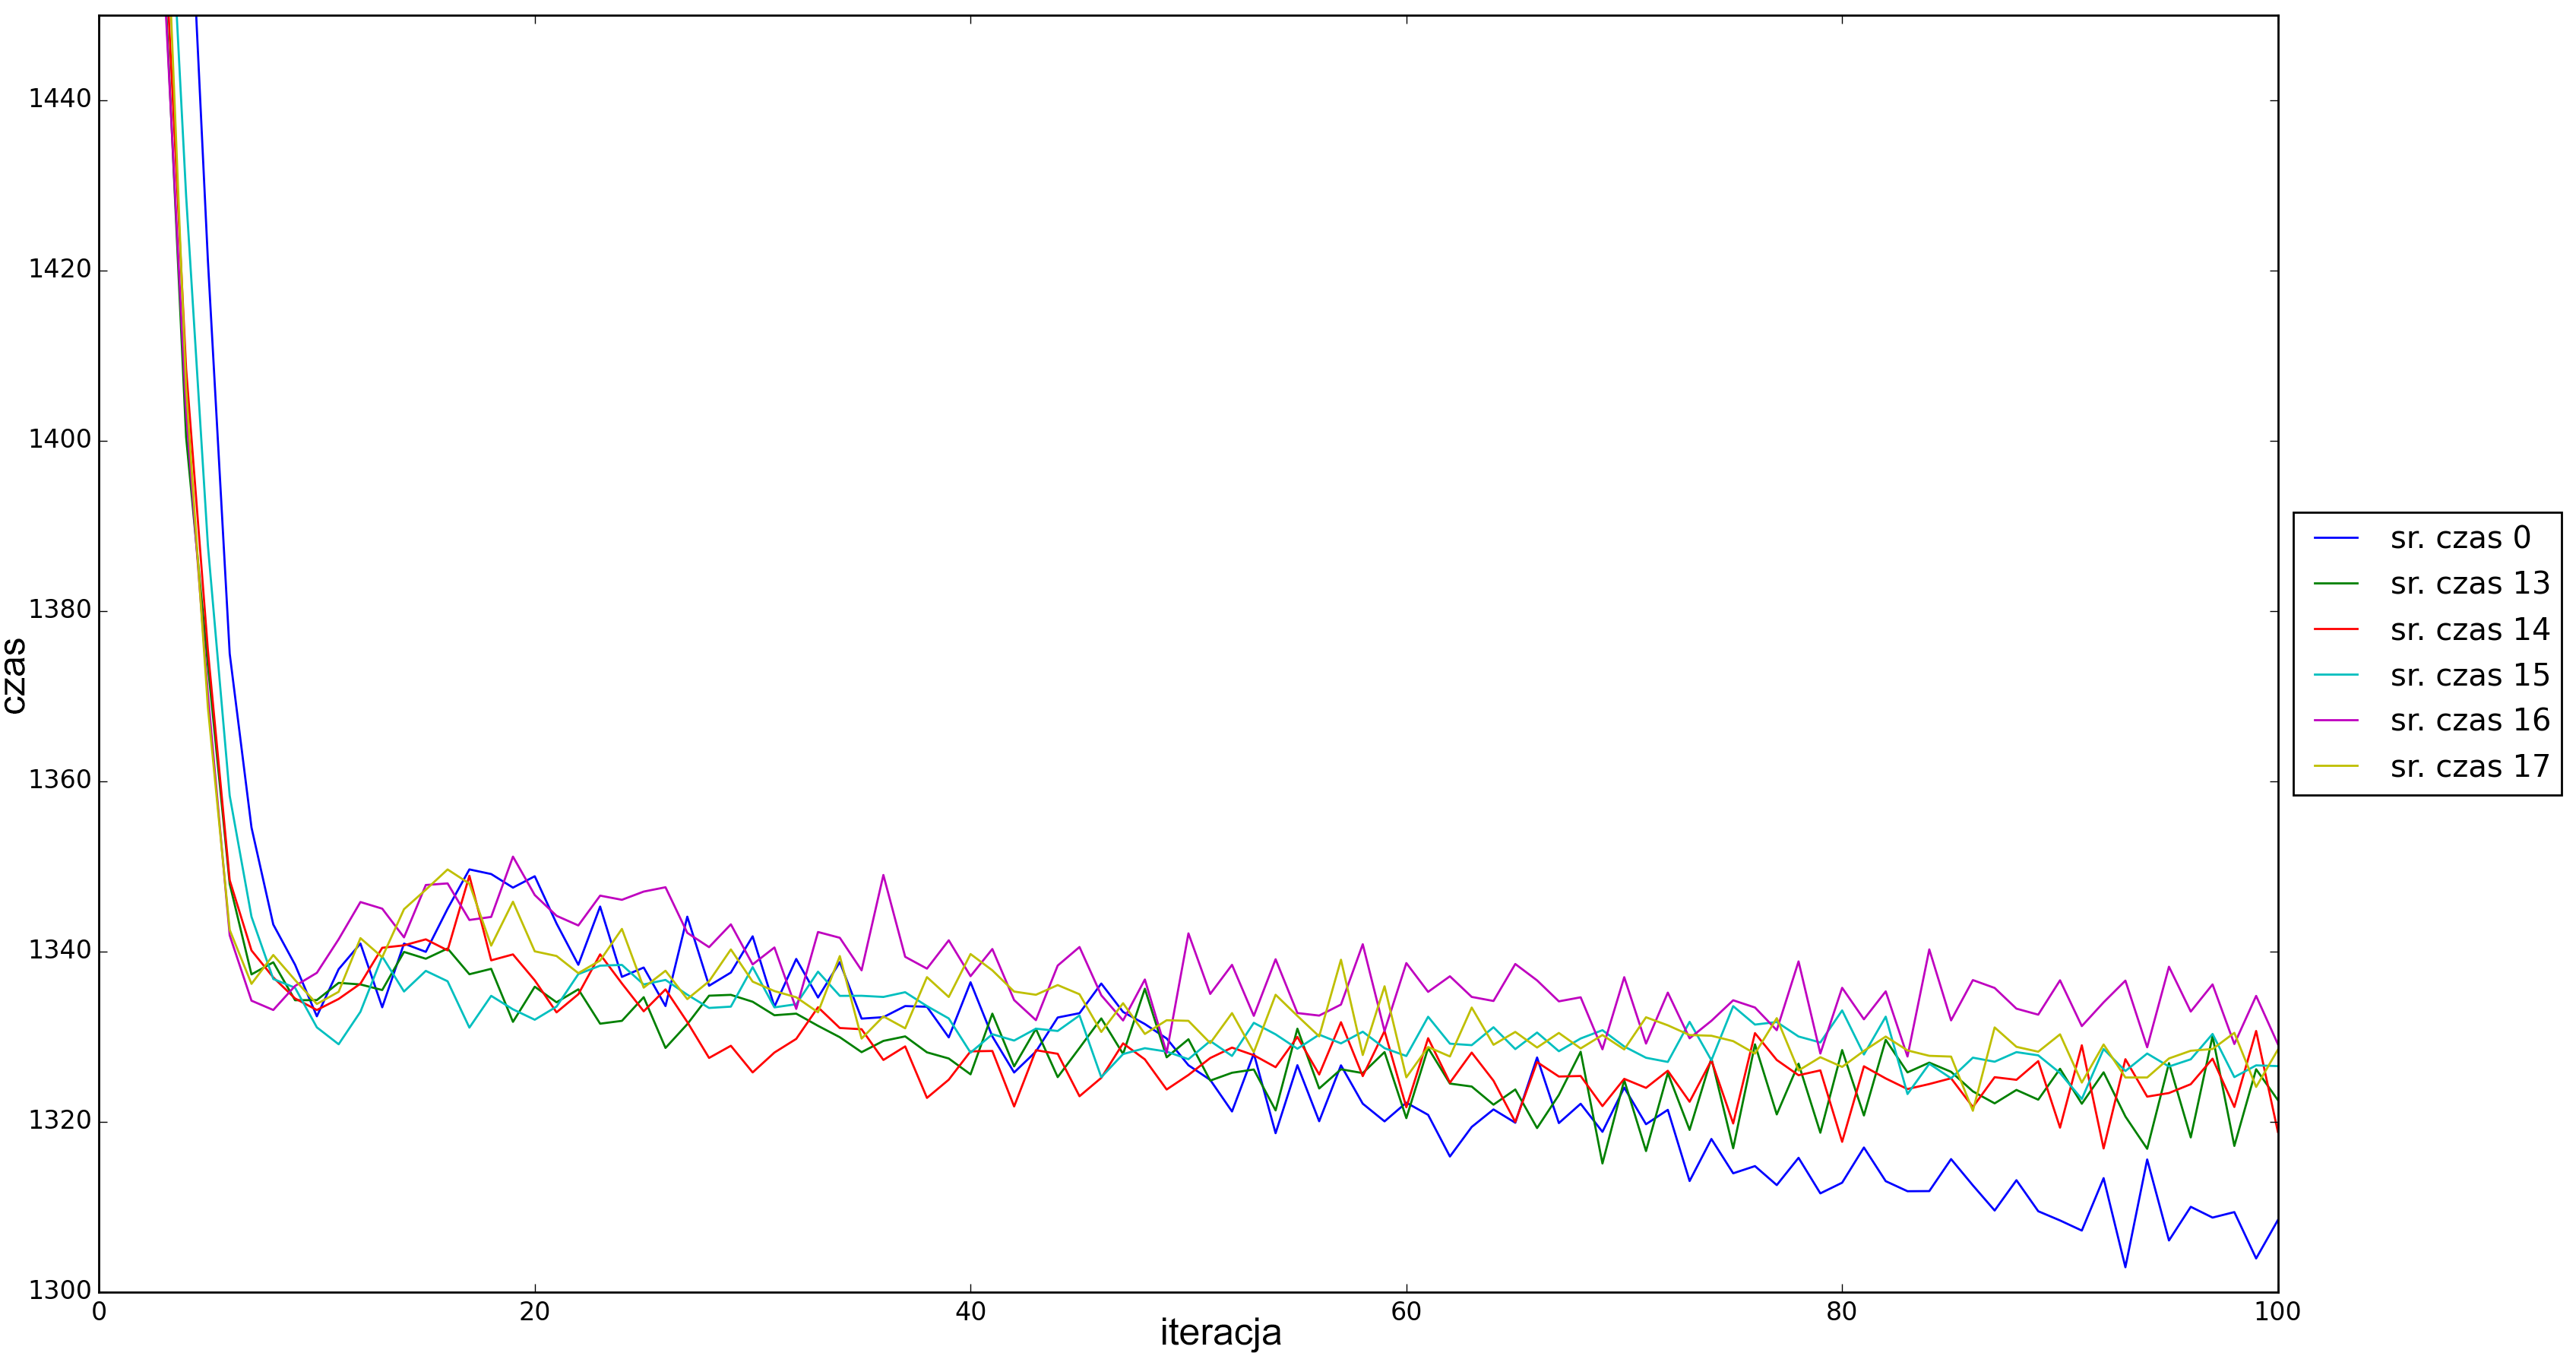 1440
1420
1400
1380
1360
1340
1320
1300
czas
0 20 40 60 80 100
iteracja
sr. czas 0
sr. czas 13
sr. czas 14
sr. czas 15
sr. czas 16
sr. czas 17